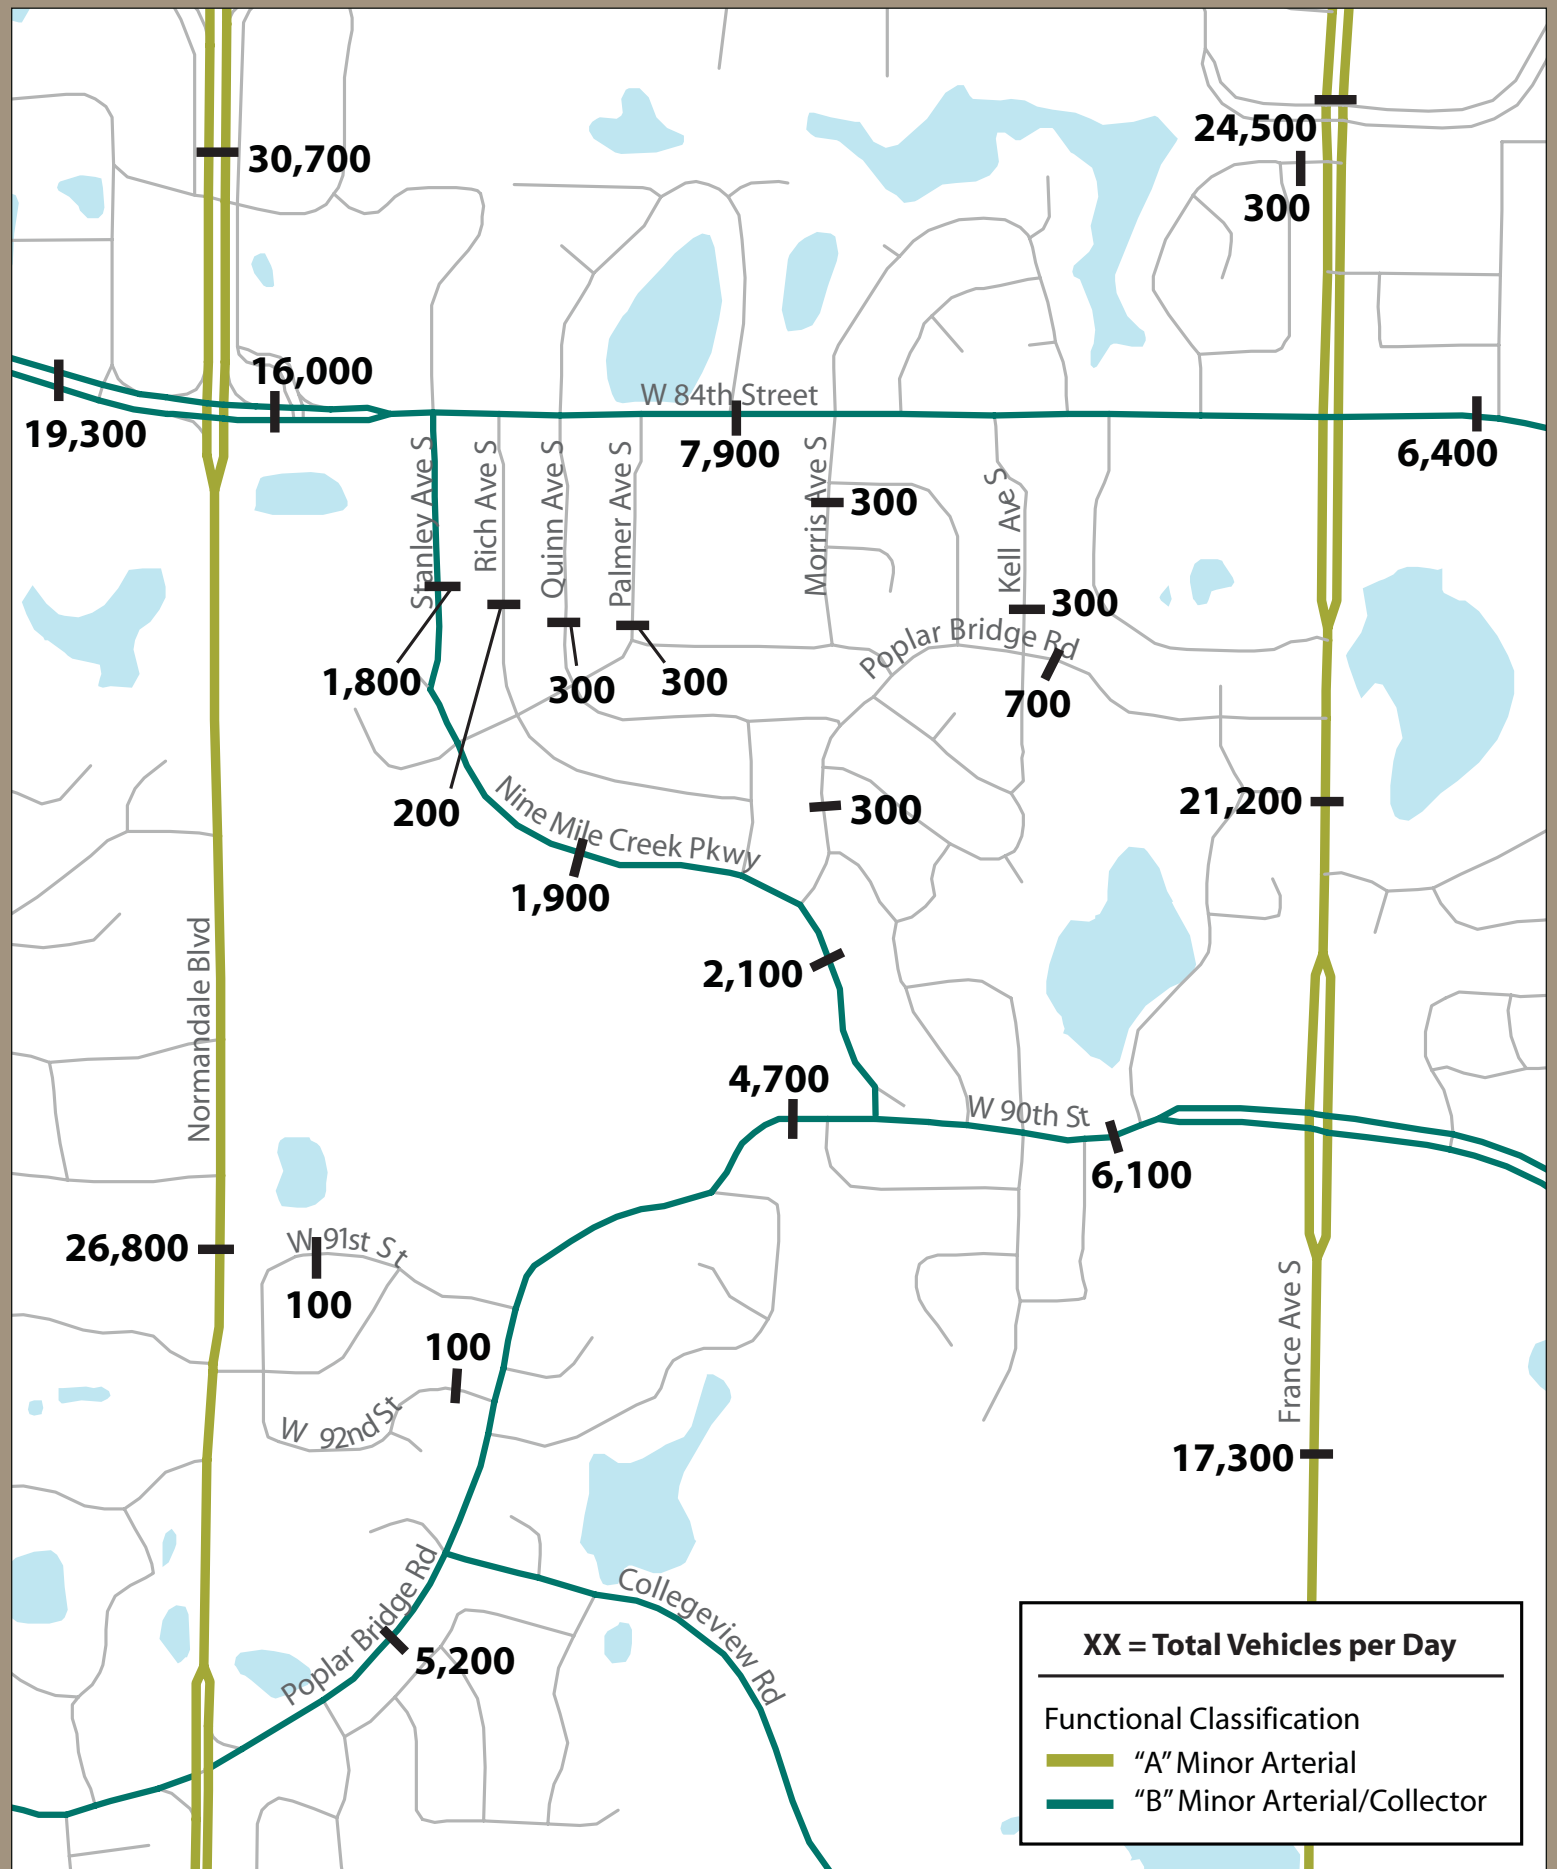 24,500
30,700
300
16,000
W 84th Street
19,300
7,900
6,400
Stanley Ave S
Rich Ave S
Quinn Ave S
Palmer Ave S
Morris Ave S
300
Kell Ave S
300
Poplar Bridge Rd
1,800
300
300
700
200
Nine Mile Creek Pkwy
300
21,200
1,900
Normandale Blvd
2,100
4,700
W 90th St
6,100
26,800
W 91st St
100
100
France Ave S
W 92nd St
17,300
Poplar Bridge Rd
Collegeview Rd
5,200
XX = Total Vehicles per Day
Functional Classification
“A” Minor Arterial
“B” Minor Arterial/Collector